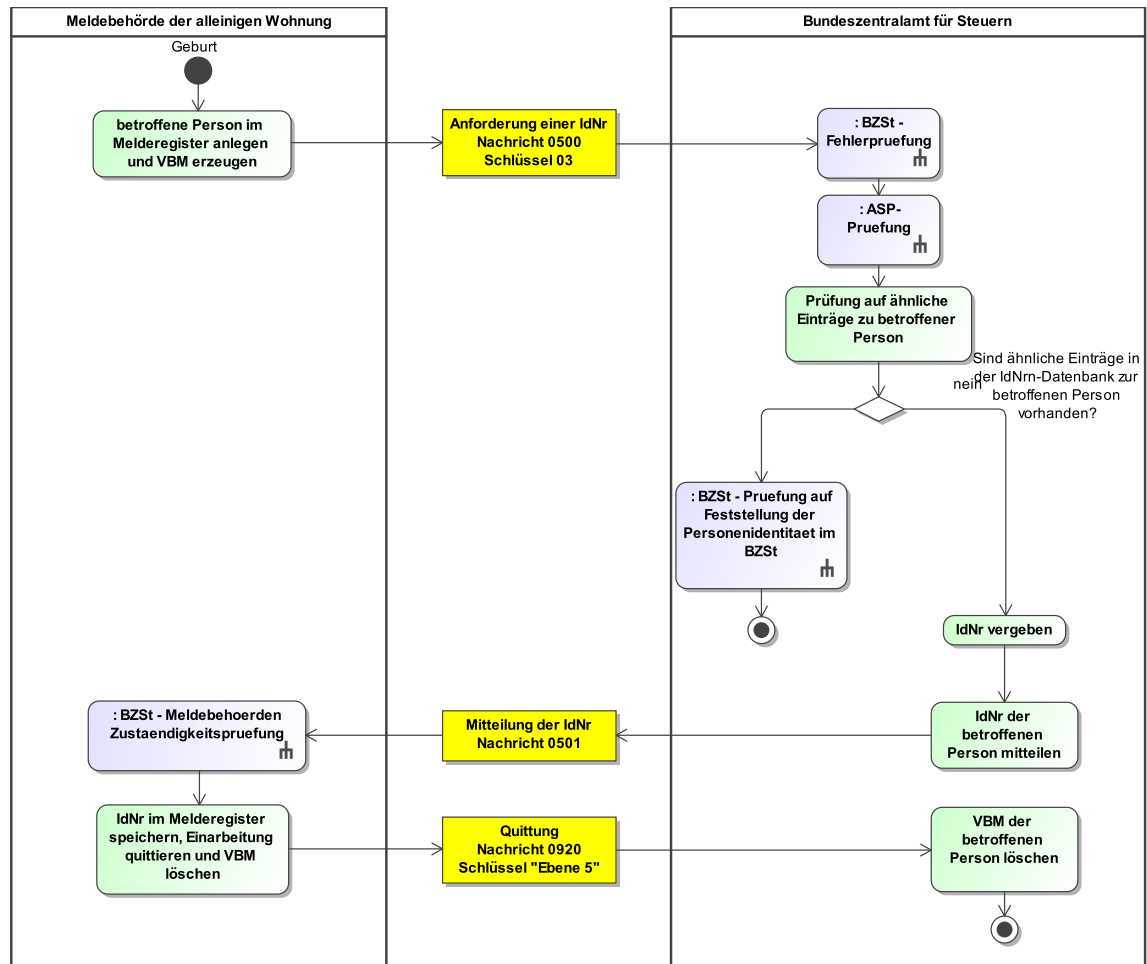 Meldebehörde der alleinigen Wohnung
Bundeszentralamt für Steuern
Geburt
betroffene Person im
Melderegister anlegen
und VBM erzeugen
Anforderung einer IdNr
Nachricht 0500
Schlüssel 03
: BZSt -
Fehlerpruefung
: ASP-
Pruefung
Prüfung auf ähnliche
Einträge zu betroffener
Person
Sind ähnliche Einträge in
der IdNrn-Datenbank zur
betroffenen Person
vorhanden?
nein
: BZSt - Pruefung auf
Feststellung der
Personenidentitaet im
BZSt
IdNr vergeben
IdNr der
betroffenen
Person mitteilen
Mitteilung der IdNr
Nachricht 0501
: BZSt - Meldebehoerden
Zustaendigkeitspruefung
IdNr im Melderegister
speichern, Einarbeitung
quittieren und VBM
löschen
Quittung
Nachricht 0920
Schlüssel "Ebene 5"
VBM der
betroffenen
Person löschen